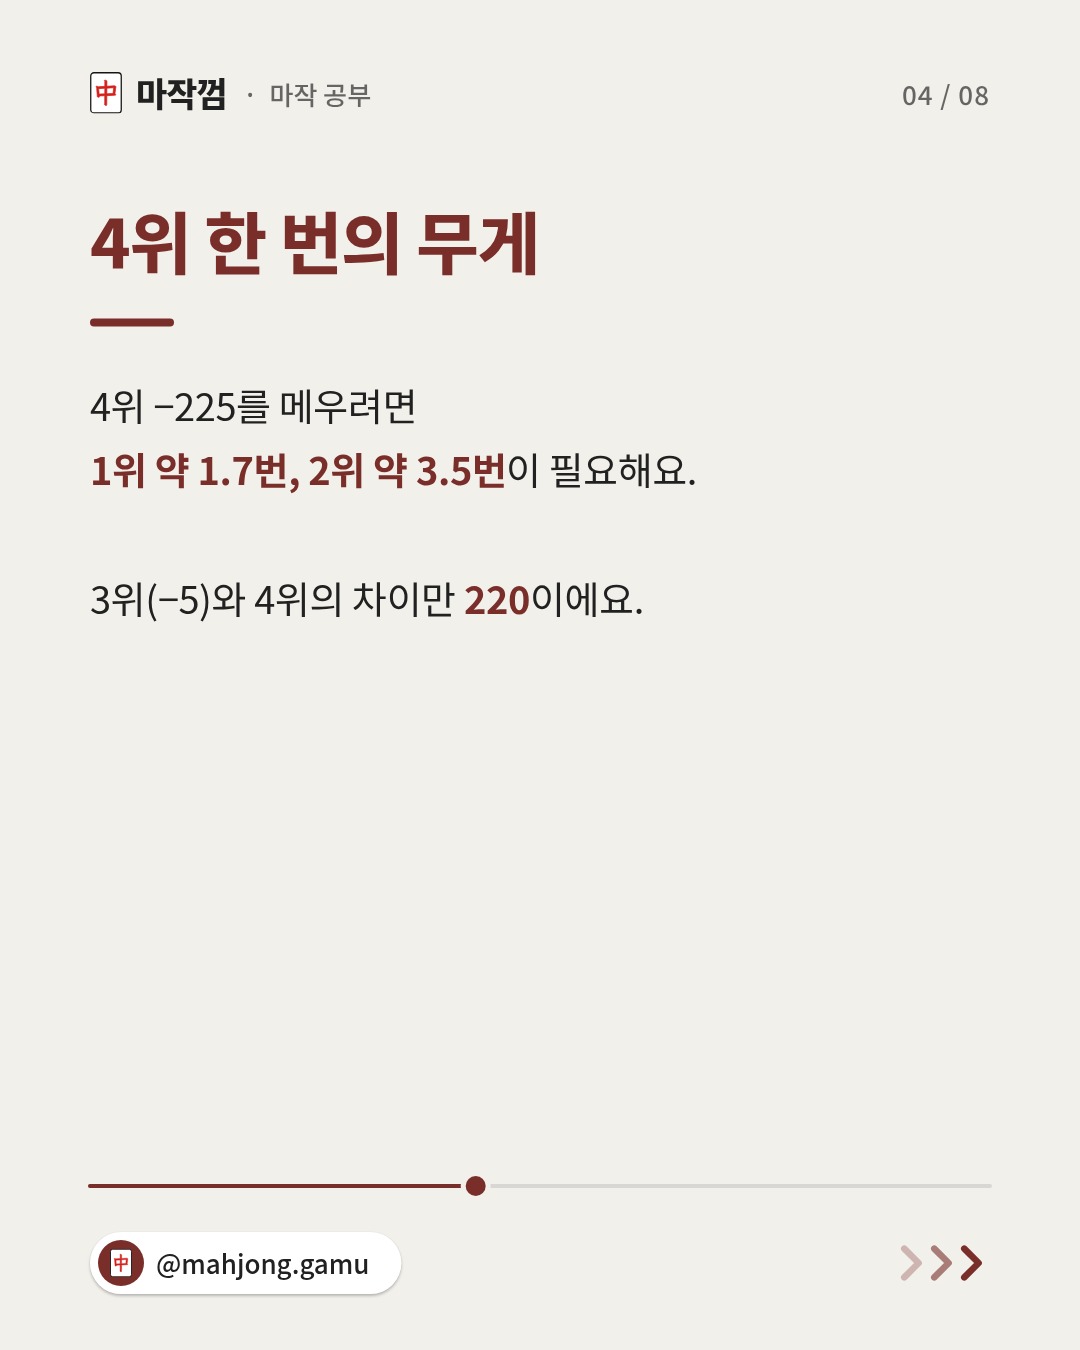 中 마작껌 · 마작 공부
04 / 08
4위 한 번의 무게
4위 −225를 메우려면
1위 약 1.7번, 2위 약 3.5번이 필요해요.
3위(−5)와 4위의 차이만 220이에요.
中 @mahjong.gamu